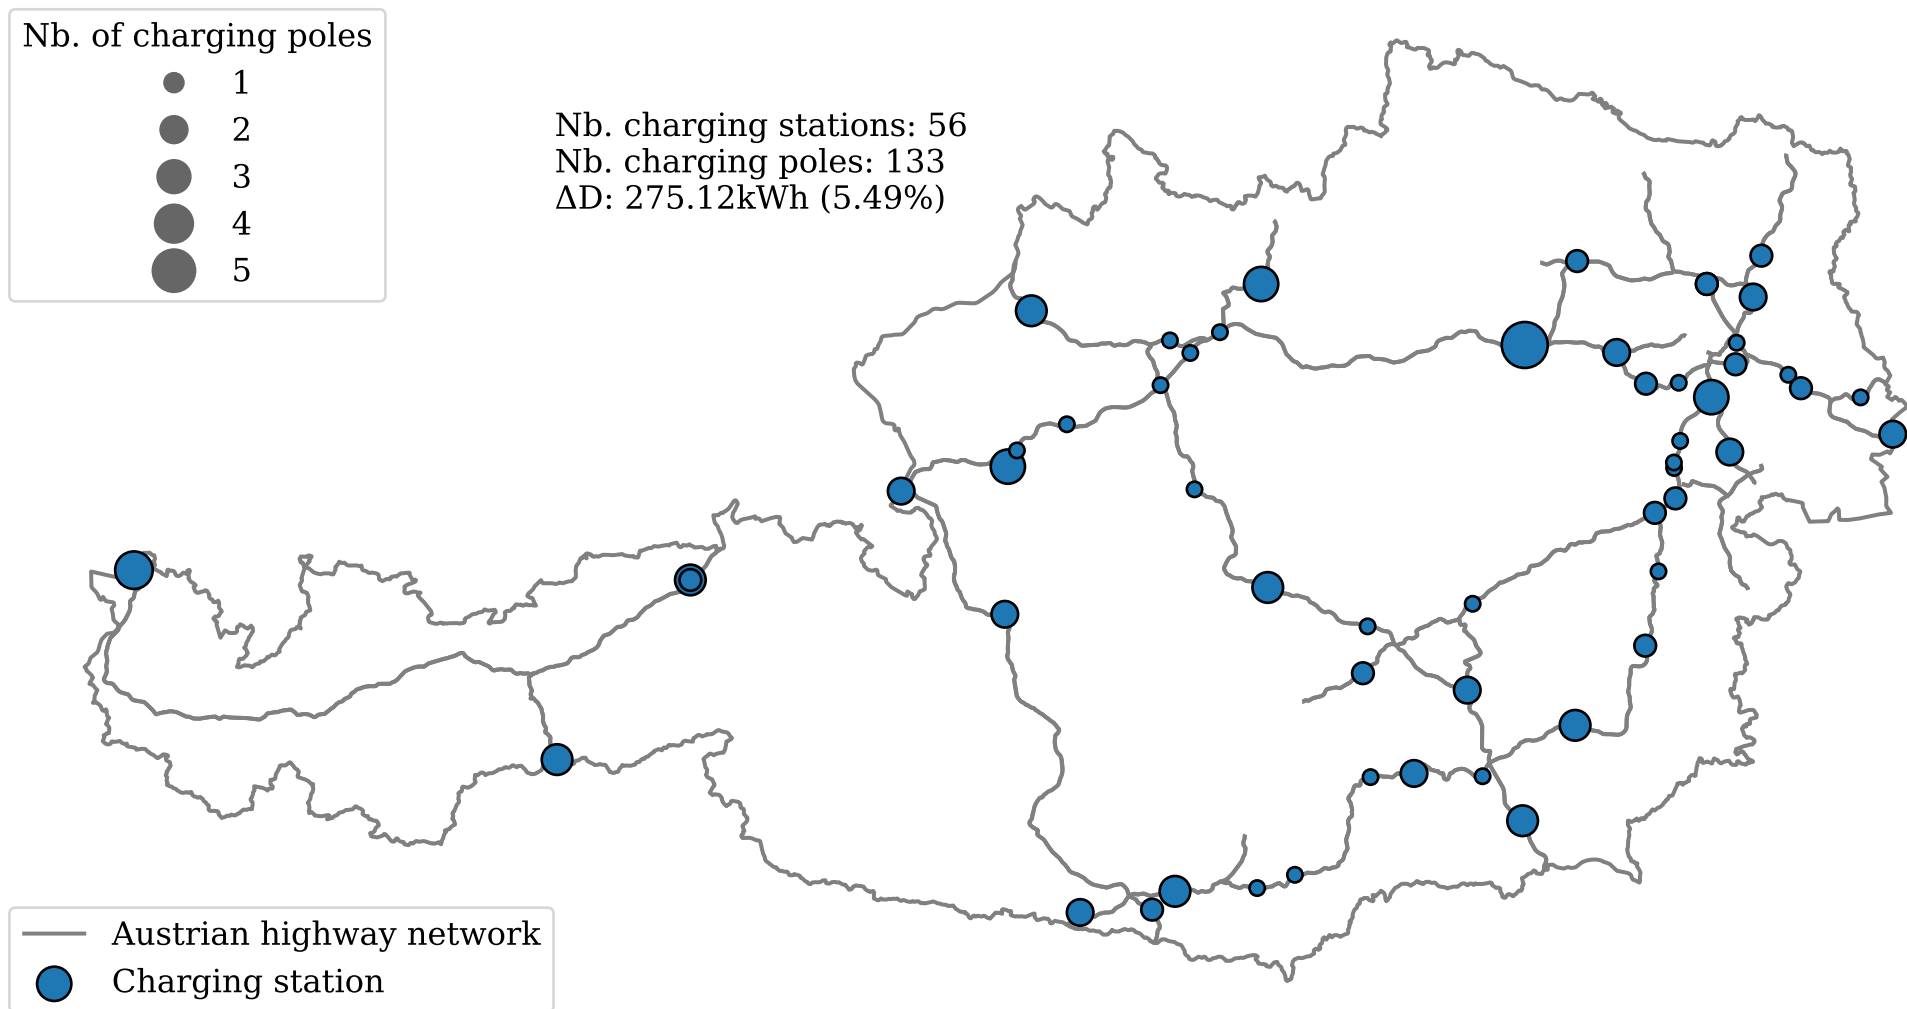 Nb. of charging poles
1
2
3
4
5
Nb. charging stations: 56
Nb. charging poles: 133
ΔD: 275.12kWh (5.49%)
Austrian highway network
Charging station